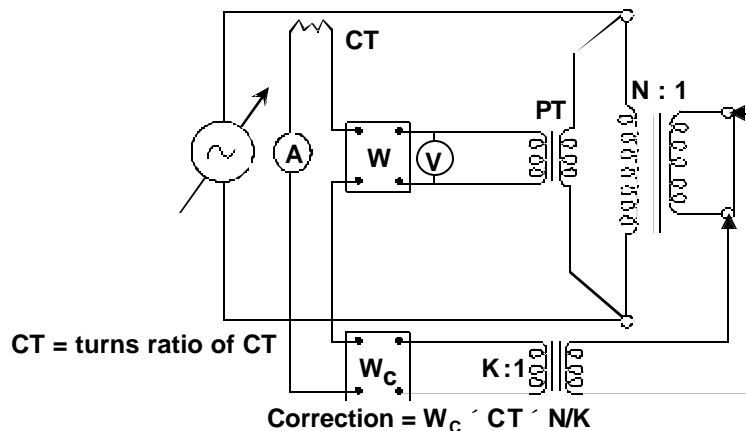 CT
N : 1
PT
A
W
V
CT = turns ratio of CT
Wc
K:1
Correction = Wc ´ CT ´ N/K